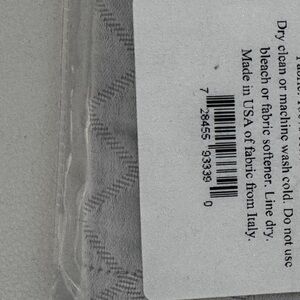 Dry clean or machine wash cold. Do not use
bleach or fabric softener. Line dry.
Made in USA of fabric from Italy.
7 28455 93339 0